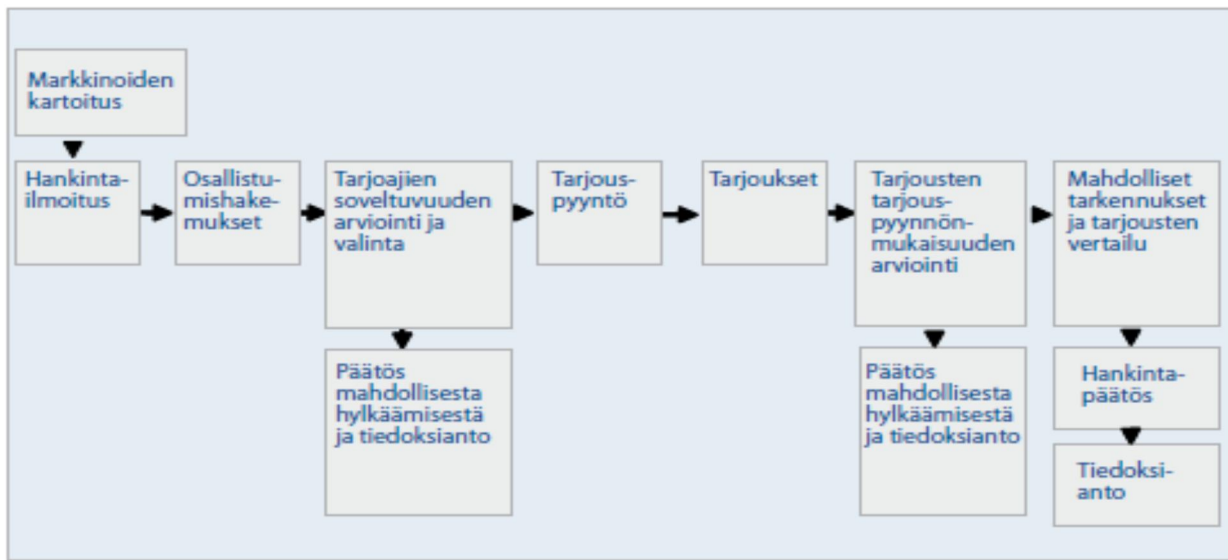 Markkinoiden
kartoitus
Hankinta-
ilmoitus
Osallistu-
mishake-
mukset
Tarjoajien
soveltuvuuden
arviointi ja
valinta
Tarjous-
pyyntö
Tarjoukset
Tarjousten
tarjous-
pyynnön-
mukaisuuden
arviointi
Mahdolliset
tarkennukset
ja tarjousten
vertailu
Päätös
mahdollisesta
hylkäämisestä
ja tiedoksianto
Päätös
mahdollisesta
hylkäämisestä
ja tiedoksianto
Hankinta-
päätös
Tiedoksi-
anto